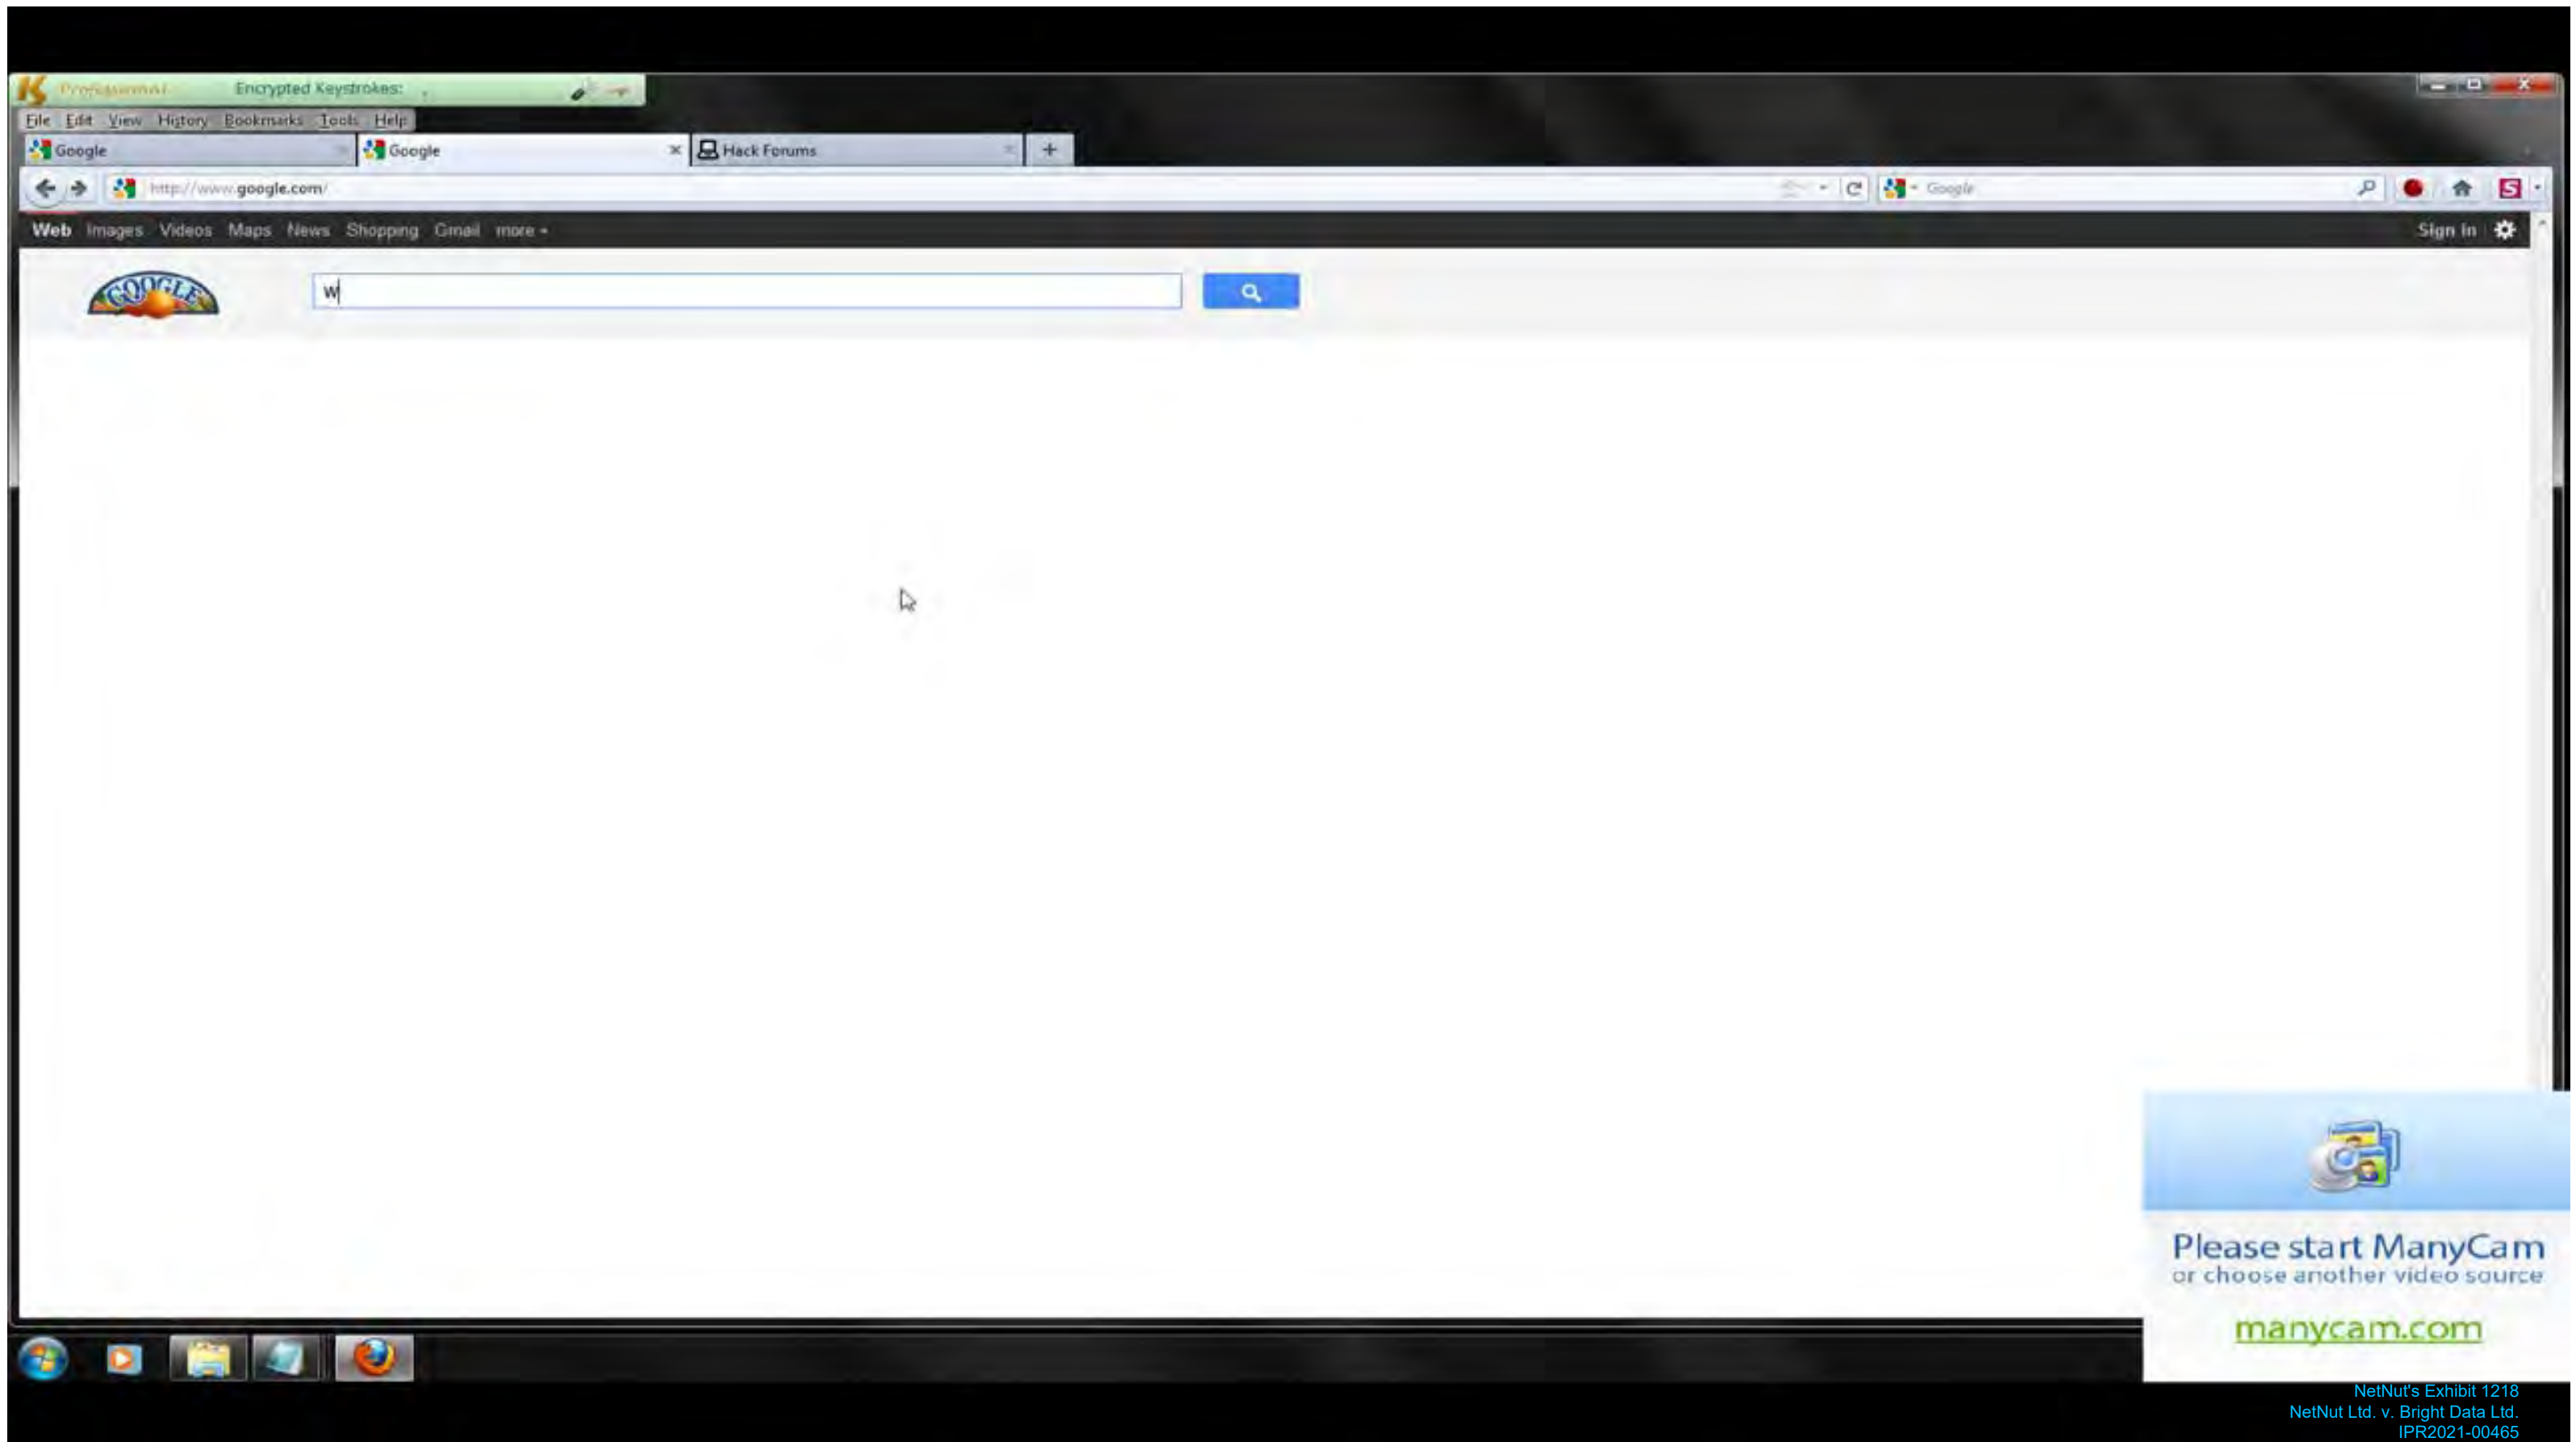 Professional Encrypted Keystrokes:
File Edit View History Bookmarks Tools Help
Google Google Hack Forums
http://www.google.com/ Google
Web Images Videos Maps News Shopping Gmail more Sign in
GOOGLE w
Please start ManyCam
or choose another video source
manycam.com
NetNut's Exhibit 1218
NetNut Ltd. v. Bright Data Ltd.
IPR2021-00465